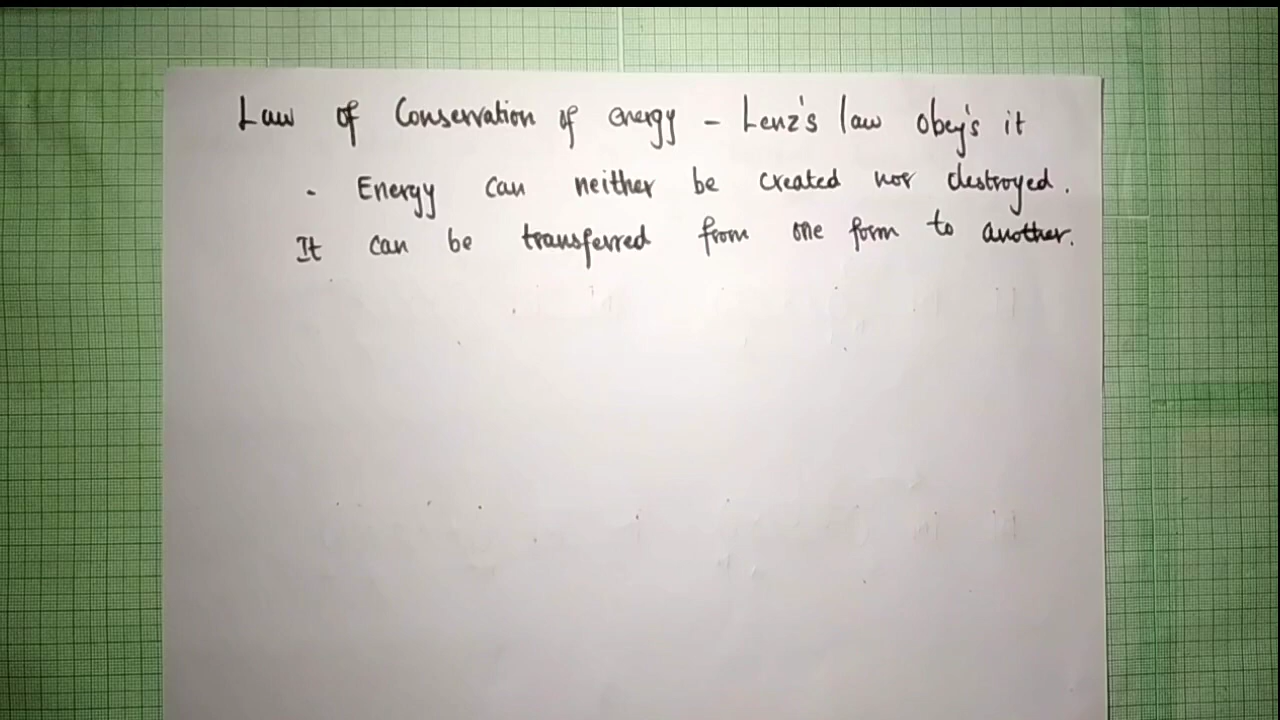 Law of Conservation of energy - Lenz's law obey's it
- Energy can neither be created nor destroyed.
It can be transferred from one form to another.